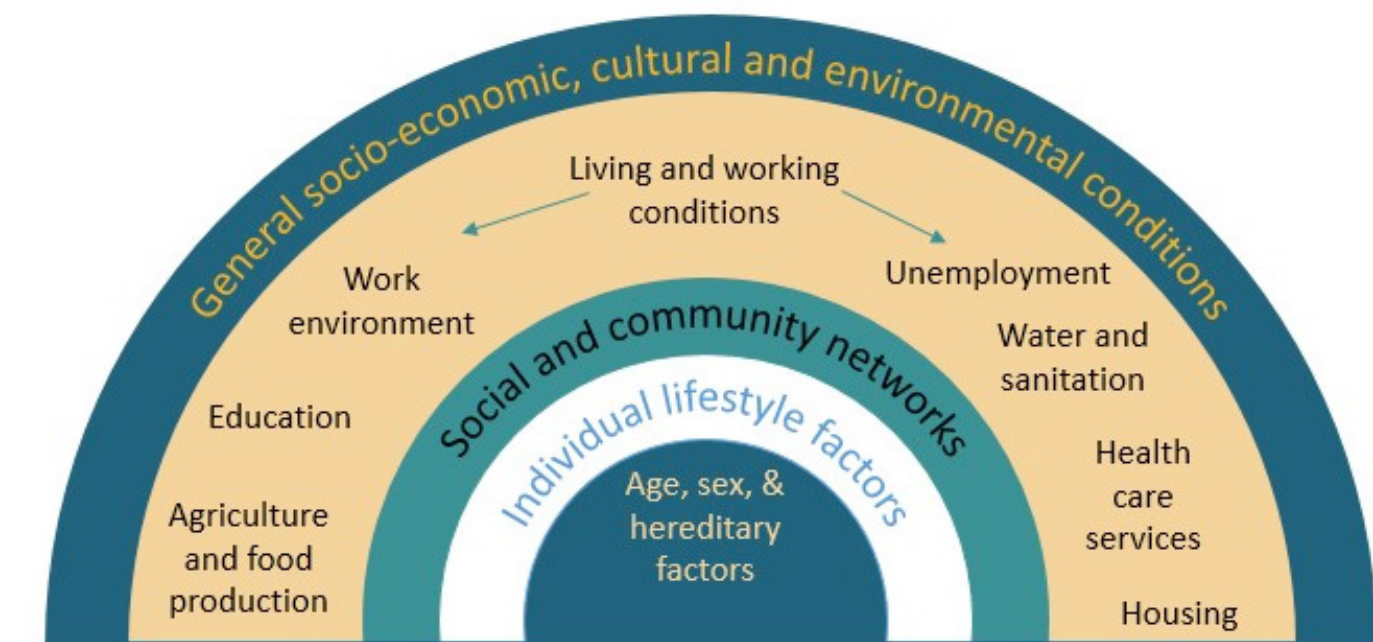 General socio-economic, cultural and environmental conditions
Living and working
conditions
Work
environment
Unemployment
Water and
sanitation
Education
Health
care
services
Agriculture
and food
production
Housing
Social and community networks
Individual lifestyle factors
Age, sex, &
hereditary
factors